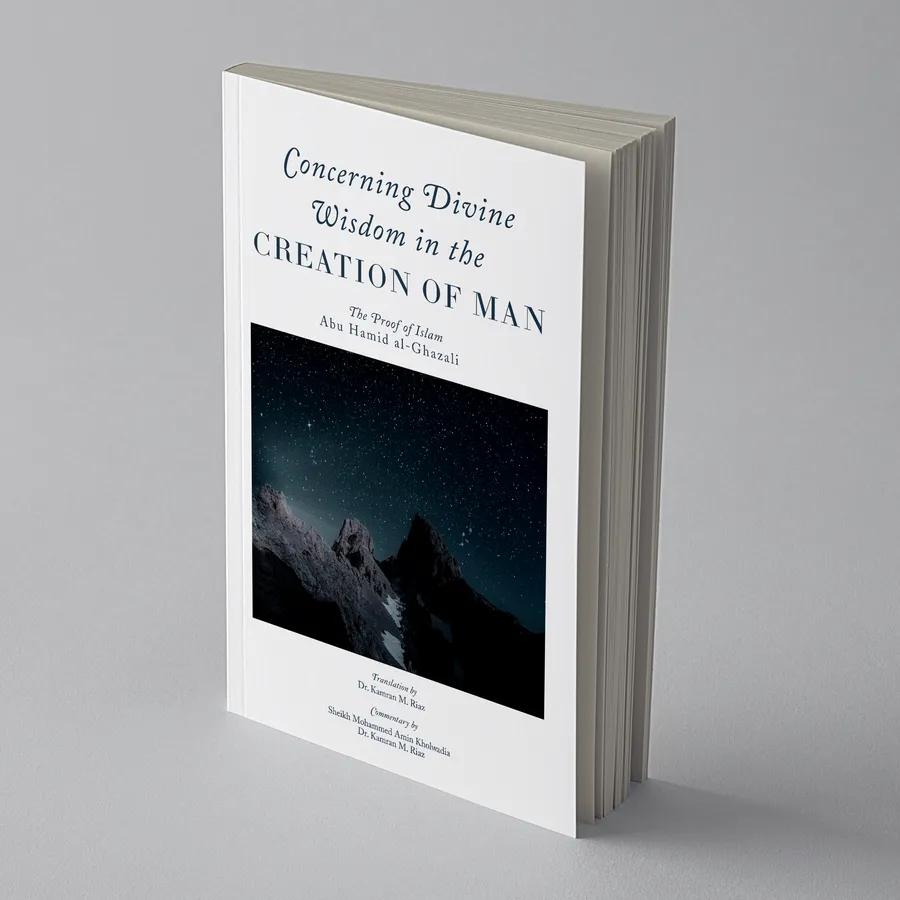 Concerning Divine
Wisdom in the
CREATION OF MAN
The Proof of Islam
Abu Hamid al-Ghazali
Translation by
Dr. Kamran M. Riaz
Commentary by
Sheikh Mohammed Amin Kholwadia
Dr. Kamran M. Riaz